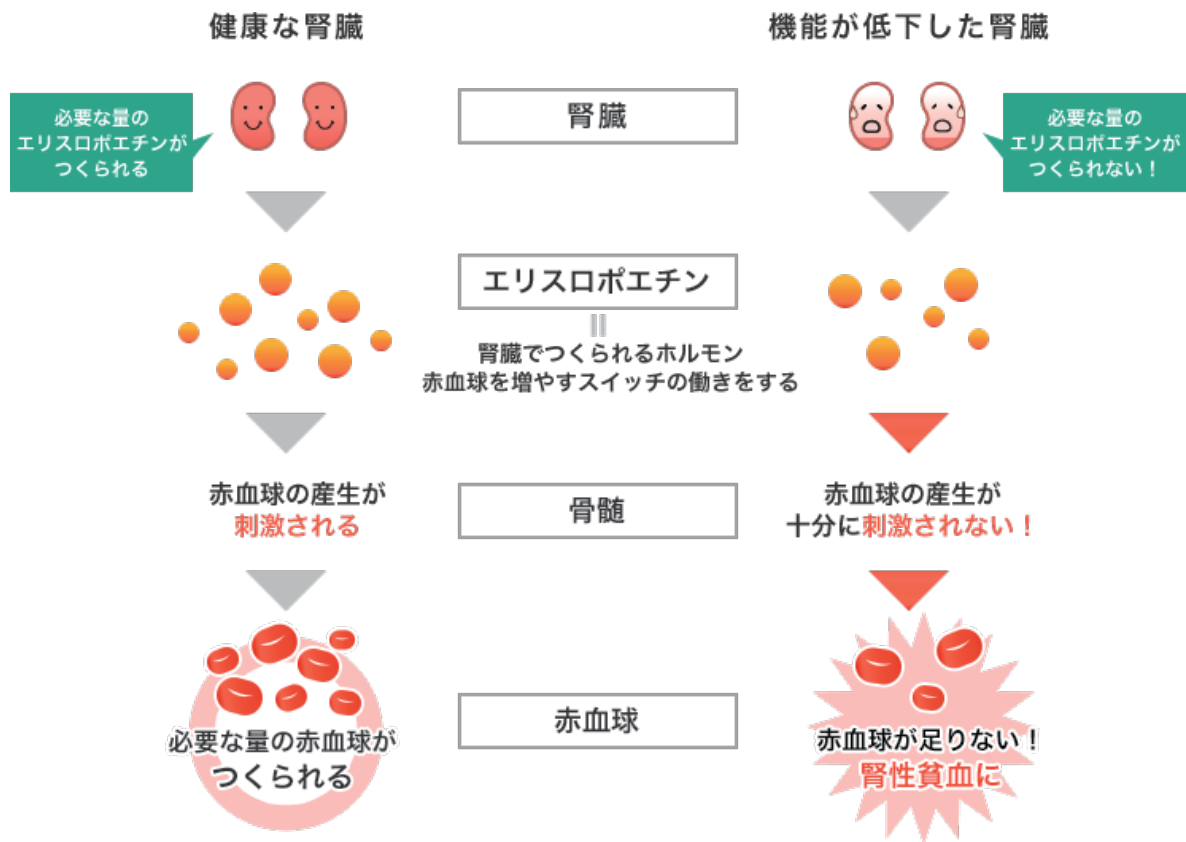 健康な腎臓
機能が低下した腎臓
必要な量の
エリスロポエチンが
つくられる
腎臓
必要な量の
エリスロポエチンが
つくられない！
エリスロポエチン
腎臓でつくられるホルモン
赤血球を増やすスイッチの働きをする
赤血球の産生が
刺激される
骨髄
赤血球の産生が
十分に刺激されない！
必要な量の赤血球が
つくられる
赤血球
赤血球が足りない！
腎性貧血に